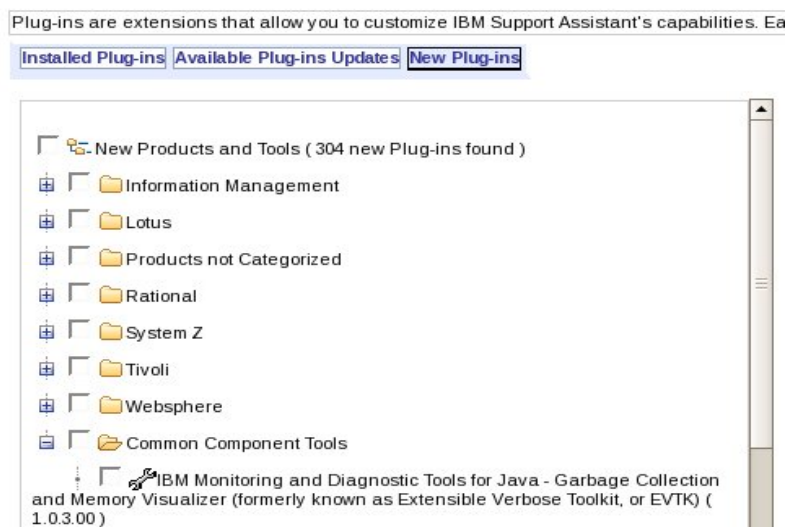 Plug-ins are extensions that allow you to customize IBM Support Assistant's capabilities. Ea
Installed Plug-ins Available Plug-ins Updates New Plug-ins
New Products and Tools ( 304 new Plug-ins found )
Information Management
Lotus
Products not Categorized
Rational
System Z
Tivoli
Websphere
Common Component Tools
IBM Monitoring and Diagnostic Tools for Java - Garbage Collection
and Memory Visualizer (formerly known as Extensible Verbose Toolkit, or EVTK) (
1.0.3.00 )